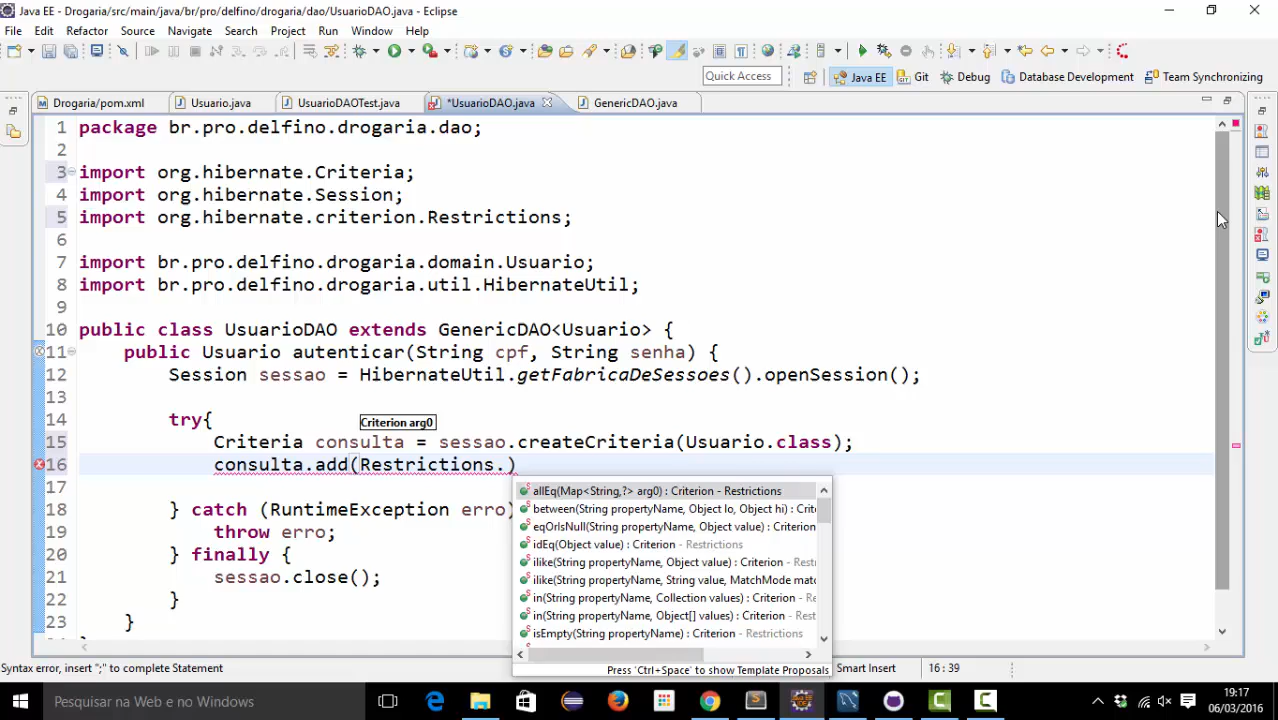 Java EE - Drogaria/src/main/java/br/pro/delfino/drogaria/dao/UsuarioDAO.java - Eclipse
File Edit Refactor Source Navigate Search Project Run Window Help
Quick Access
Java EE Git Debug Database Development Team Synchronizing
Drogaria/pom.xml Usuario.java UsuarioDAOTest.java *UsuarioDAO.java GenericDAO.java
1 package br.pro.delfino.drogaria.dao;
2
3 import org.hibernate.Criteria;
4 import org.hibernate.Session;
5 import org.hibernate.criterion.Restrictions;
6
7 import br.pro.delfino.drogaria.domain.Usuario;
8 import br.pro.delfino.drogaria.util.HibernateUtil;
9
10 public class UsuarioDAO extends GenericDAO<Usuario> {
11 public Usuario autenticar(String cpf, String senha) {
12 Session sessao = HibernateUtil.getFabricaDeSessoes().openSession();
13
14 try{
Criterion arg0
15 Criteria consulta = sessao.createCriteria(Usuario.class);
16 consulta.add(Restrictions.)
17
18 } catch (RuntimeException erro)
19 throw erro;
20 } finally {
21 sessao.close();
22 }
23 }
allEq(Map<String,?> arg0) : Criterion - Restrictions
between(String propertyName, Object lo, Object hi) : Crite
eqOrIsNull(String propertyName, Object value) : Criterion
idEq(Object value) : Criterion - Restrictions
ilike(String propertyName, Object value) : Criterion - Restr
ilike(String propertyName, String value, MatchMode matc
in(String propertyName, Collection values) : Criterion - Re
in(String propertyName, Object[] values) : Criterion - Rest
isEmpty(String propertyName) : Criterion - Restrictions
Press 'Ctrl+Space' to show Template Proposals
Syntax error, insert ";" to complete Statement Smart Insert 16 : 39
Pesquisar na Web e no Windows
19:17
06/03/2016